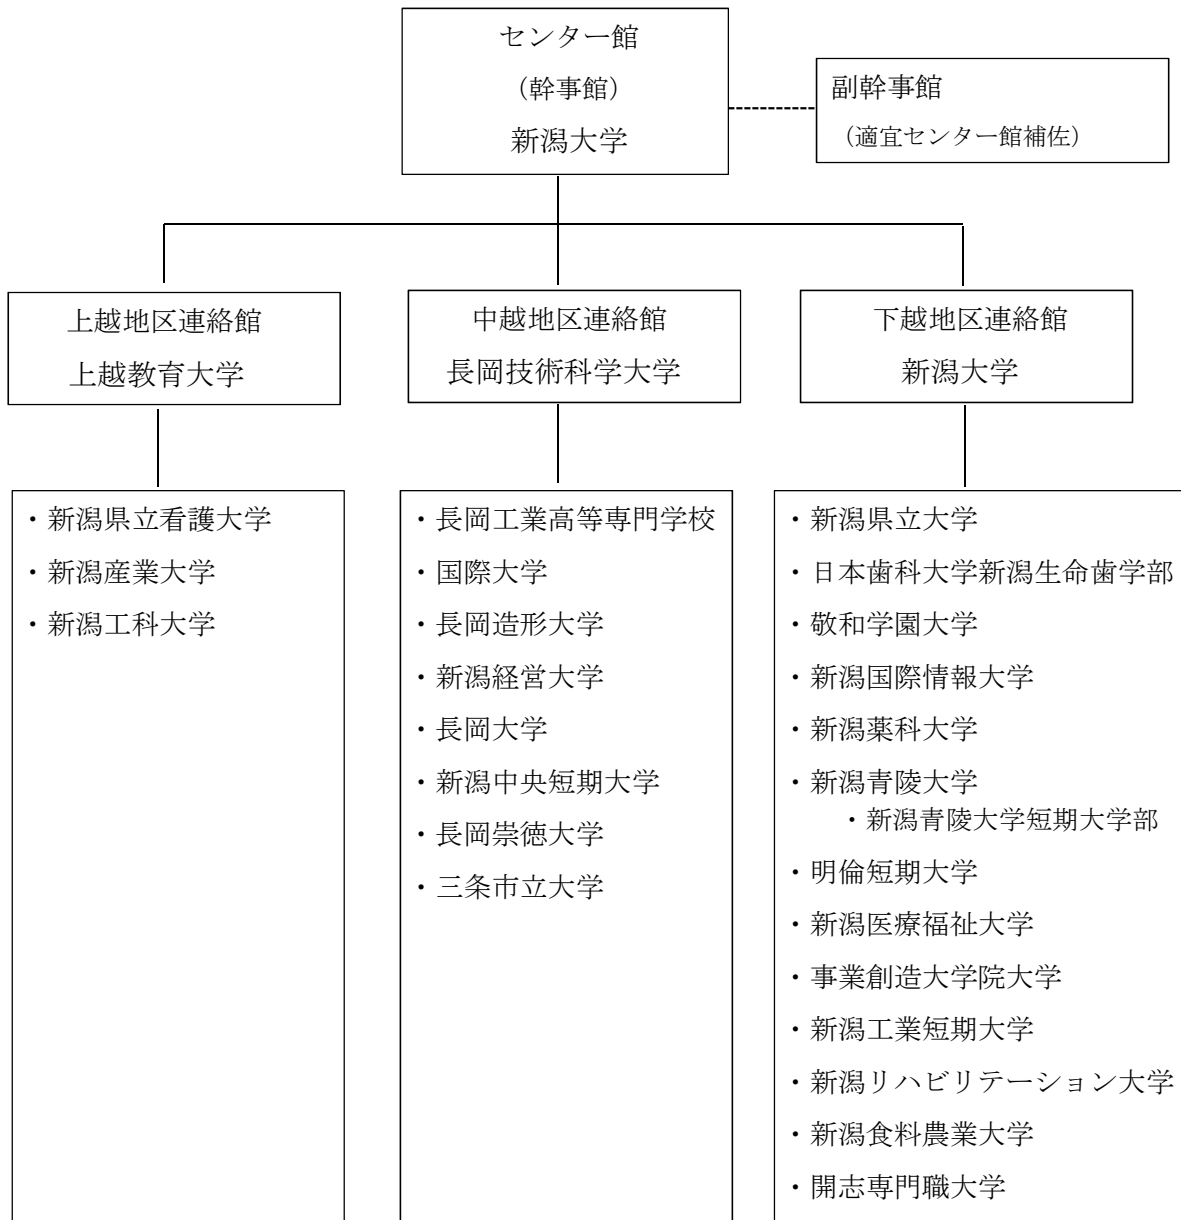 センター館
（幹事館）
新潟大学
副幹事館
（適宜センター館補佐）
上越地区連絡館
上越教育大学
中越地区連絡館
長岡技術科学大学
下越地区連絡館
新潟大学
・新潟県立看護大学
・新潟産業大学
・新潟工科大学
・長岡工業高等専門学校
・国際大学
・長岡造形大学
・新潟経営大学
・長岡大学
・新潟中央短期大学
・長岡崇徳大学
・三条市立大学
・新潟県立大学
・日本歯科大学新潟生命歯学部
・敬和学園大学
・新潟国際情報大学
・新潟薬科大学
・新潟青陵大学
・新潟青陵大学短期大学部
・明倫短期大学
・新潟医療福祉大学
・事業創造大学院大学
・新潟工業短期大学
・新潟リハビリテーション大学
・新潟食料農業大学
・開志専門職大学